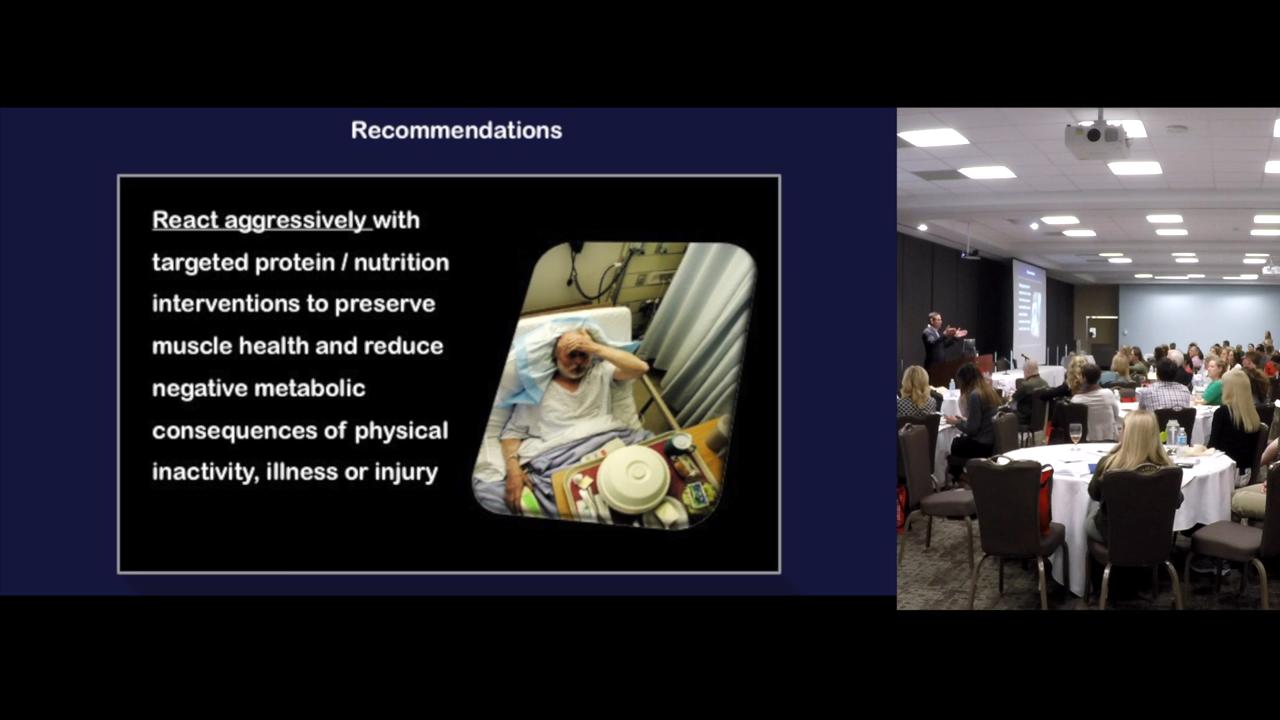 Recommendations
React aggressively with
targeted protein / nutrition
interventions to preserve
muscle health and reduce
negative metabolic
consequences of physical
inactivity, illness or injury